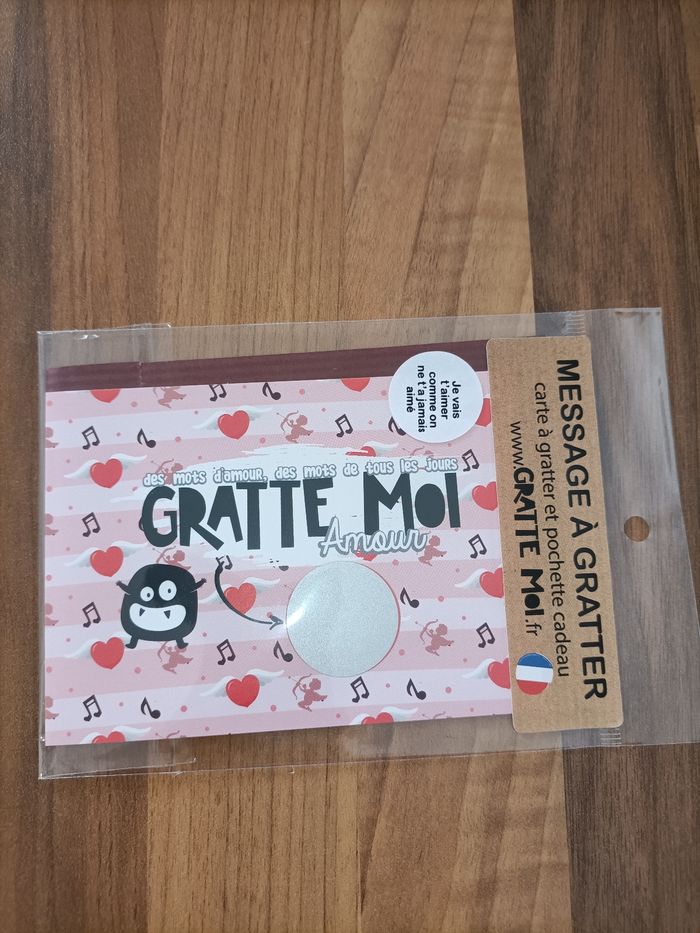 MESSAGE À GRATTER
carte à gratter et pochette cadeau
www.GRATTE MOI.fr
Je vais
t'aimer
comme on
ne t'a jamais
aimé
des mots d'amour, des mots de tous les jours
GRATTE MOI
Amour